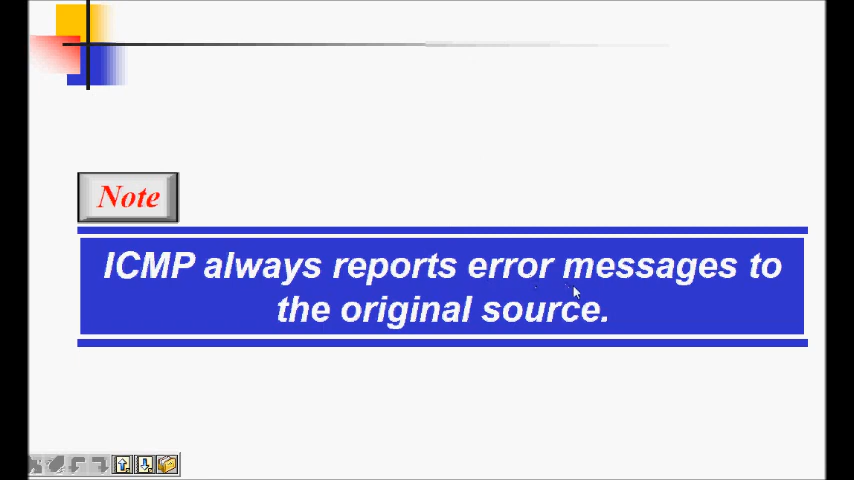 Note
ICMP always reports error messages to
the original source.